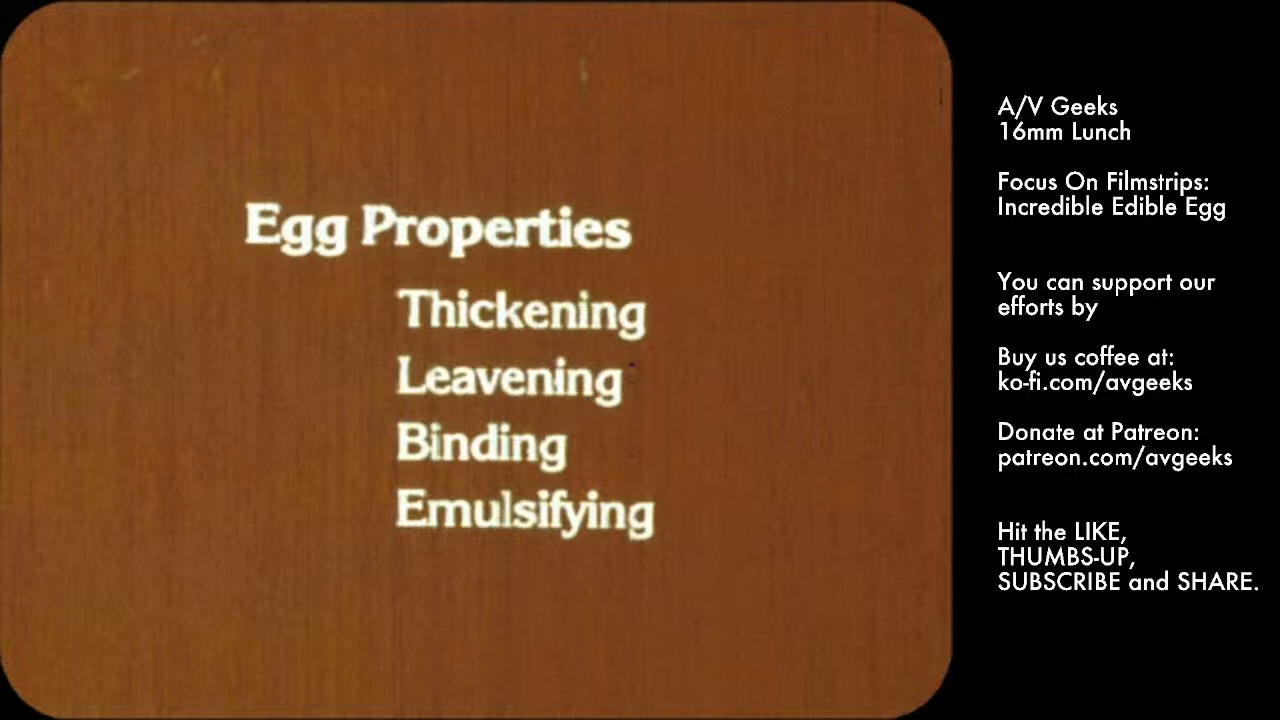 Egg Properties
Thickening
Leavening
Binding
Emulsifying
A/V Geeks
16mm Lunch
Focus On Filmstrips:
Incredible Edible Egg
You can support our
efforts by
Buy us coffee at:
ko-fi.com/avgeeks
Donate at Patreon:
patreon.com/avgeeks
Hit the LIKE,
THUMBS-UP,
SUBSCRIBE and SHARE.